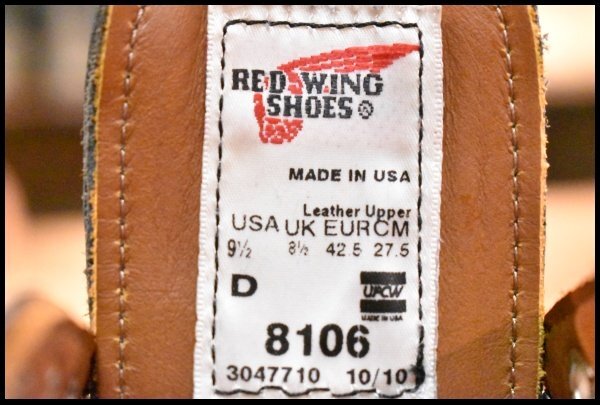 RED WING
SHOES®
MADE IN USA
Leather Upper
USA UK EUR CM
9½ 8½ 42.5 27.5
D
UFCW
MADE IN USA
8106
3047710 10/10